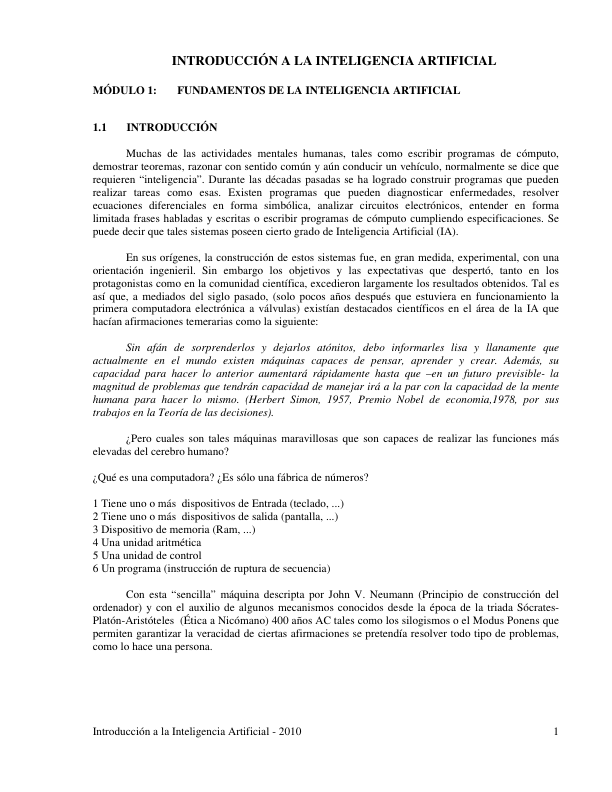 INTRODUCCIÓN A LA INTELIGENCIA ARTIFICIAL
MÓDULO 1: FUNDAMENTOS DE LA INTELIGENCIA ARTIFICIAL
1.1 INTRODUCCIÓN
Muchas de las actividades mentales humanas, tales como escribir programas de cómputo,
demostrar teoremas, razonar con sentido común y aún conducir un vehículo, normalmente se dice que
requieren “inteligencia”. Durante las décadas pasadas se ha logrado construir programas que pueden
realizar tareas como esas. Existen programas que pueden diagnosticar enfermedades, resolver
ecuaciones diferenciales en forma simbólica, analizar circuitos electrónicos, entender en forma
limitada frases habladas y escritas o escribir programas de cómputo cumpliendo especificaciones. Se
puede decir que tales sistemas poseen cierto grado de Inteligencia Artificial (IA).
En sus orígenes, la construcción de estos sistemas fue, en gran medida, experimental, con una
orientación ingenieril. Sin embargo los objetivos y las expectativas que despertó, tanto en los
protagonistas como en la comunidad científica, excedieron largamente los resultados obtenidos. Tal es
así que, a mediados del siglo pasado, (solo pocos años después que estuviera en funcionamiento la
primera computadora electrónica a válvulas) existían destacados científicos en el área de la IA que
hacían afirmaciones temerarias como la siguiente:
Sin afán de sorprenderlos y dejarlos atónitos, debo informarles lisa y llanamente que
actualmente en el mundo existen máquinas capaces de pensar, aprender y crear. Además, su
capacidad para hacer lo anterior aumentará rápidamente hasta que –en un futuro previsible- la
magnitud de problemas que tendrán capacidad de manejar irá a la par con la capacidad de la mente
humana para hacer lo mismo. (Herbert Simon, 1957, Premio Nobel de economia,1978, por sus
trabajos en la Teoría de las decisiones).
¿Pero cuales son tales máquinas maravillosas que son capaces de realizar las funciones más
elevadas del cerebro humano?
¿Qué es una computadora? ¿Es sólo una fábrica de números?
1 Tiene uno o más dispositivos de Entrada (teclado, ...)
2 Tiene uno o más dispositivos de salida (pantalla, ...)
3 Dispositivo de memoria (Ram, ...)
4 Una unidad aritmética
5 Una unidad de control
6 Un programa (instrucción de ruptura de secuencia)
Con esta “sencilla” máquina descripta por John V. Neumann (Principio de construcción del
ordenador) y con el auxilio de algunos mecanismos conocidos desde la época de la triada Sócrates-
Platón-Aristóteles (Ética a Nicómano) 400 años AC tales como los silogismos o el Modus Ponens que
permiten garantizar la veracidad de ciertas afirmaciones se pretendía resolver todo tipo de problemas,
como lo hace una persona.
Introducción a la Inteligencia Artificial - 2010 1